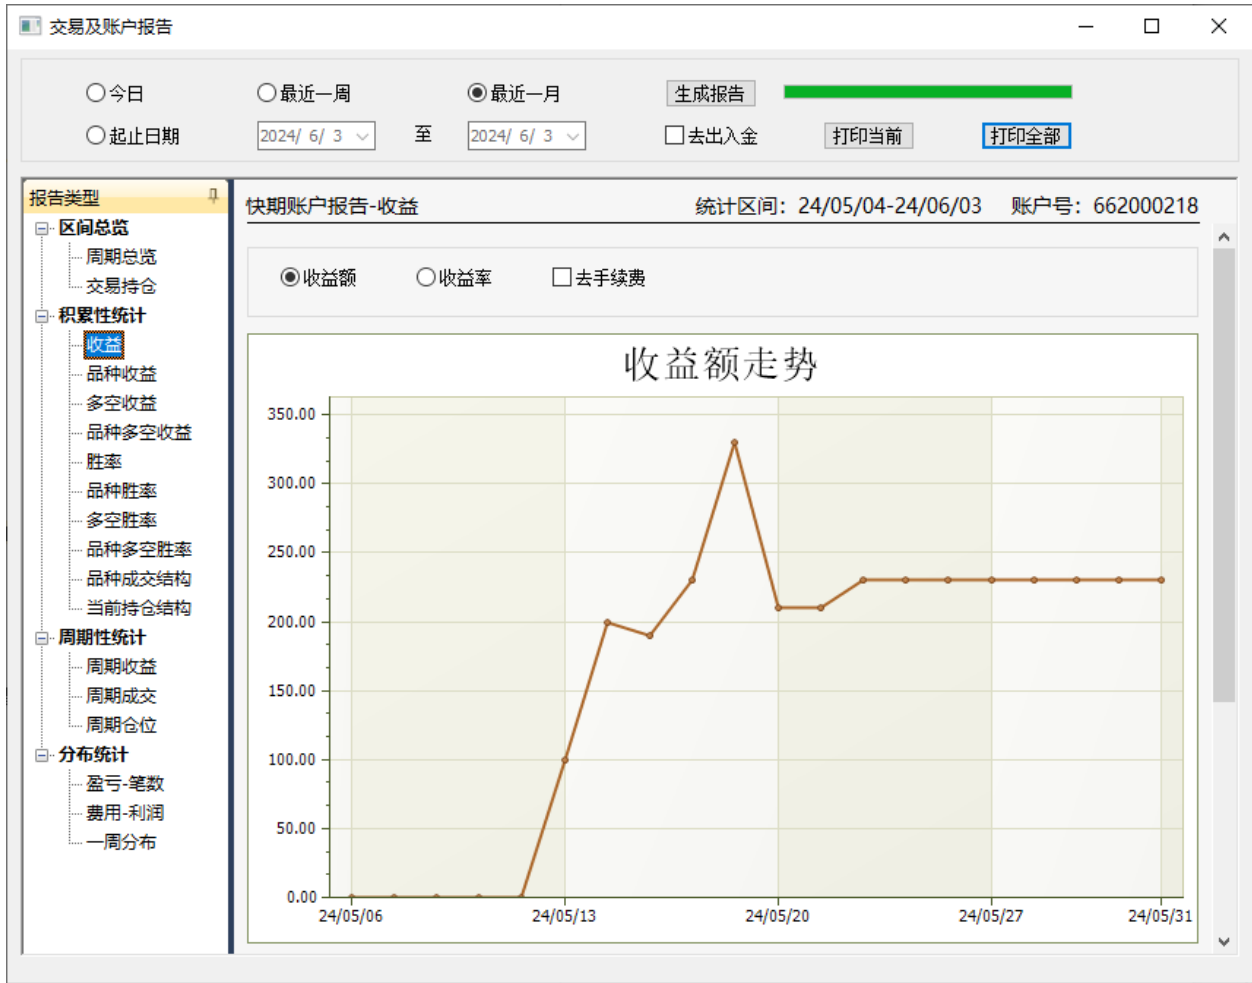 交易及账户报告
今日 最近一周 最近一月 生成报告
起止日期 2024/ 6/ 3 至 2024/ 6/ 3 去出入金 打印当前 打印全部
报告类型
区间总览
周期总览
交易持仓
积累性统计
收益
品种收益
多空收益
品种多空收益
胜率
品种胜率
多空胜率
品种多空胜率
品种成交结构
当前持仓结构
周期性统计
周期收益
周期成交
周期仓位
分布统计
盈亏-笔数
费用-利润
一周分布
快期账户报告-收益 统计区间：24/05/04-24/06/03 账户号：662000218
收益额 收益率 去手续费
收益额走势
350.00
300.00
250.00
200.00
150.00
100.00
50.00
0.00
24/05/06 24/05/13 24/05/20 24/05/27 24/05/31